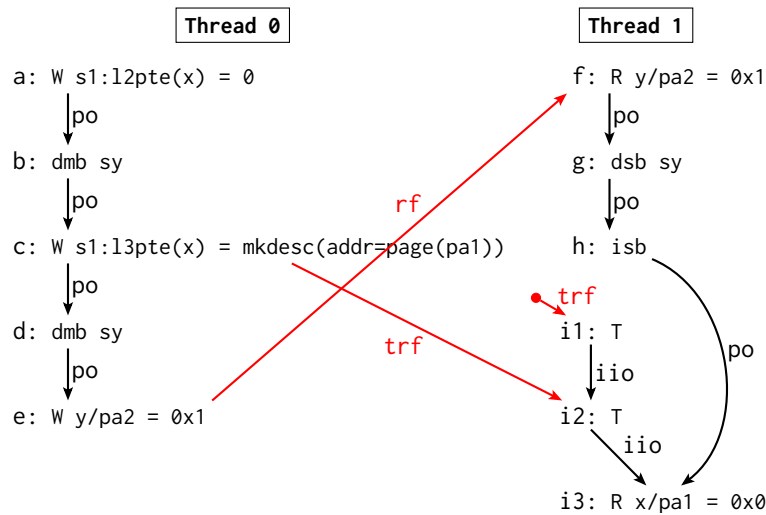 Thread 0
Thread 1
a: W s1:l2pte(x) = 0
f: R y/pa2 = 0x1
po
po
b: dmb sy
g: dsb sy
po
rf
po
c: W s1:l3pte(x) = mkdesc(addr=page(pa1))
h: isb
po
trf
d: dmb sy
i1: T
trf
po
po
iio
e: W y/pa2 = 0x1
i2: T
iio
i3: R x/pa1 = 0x0